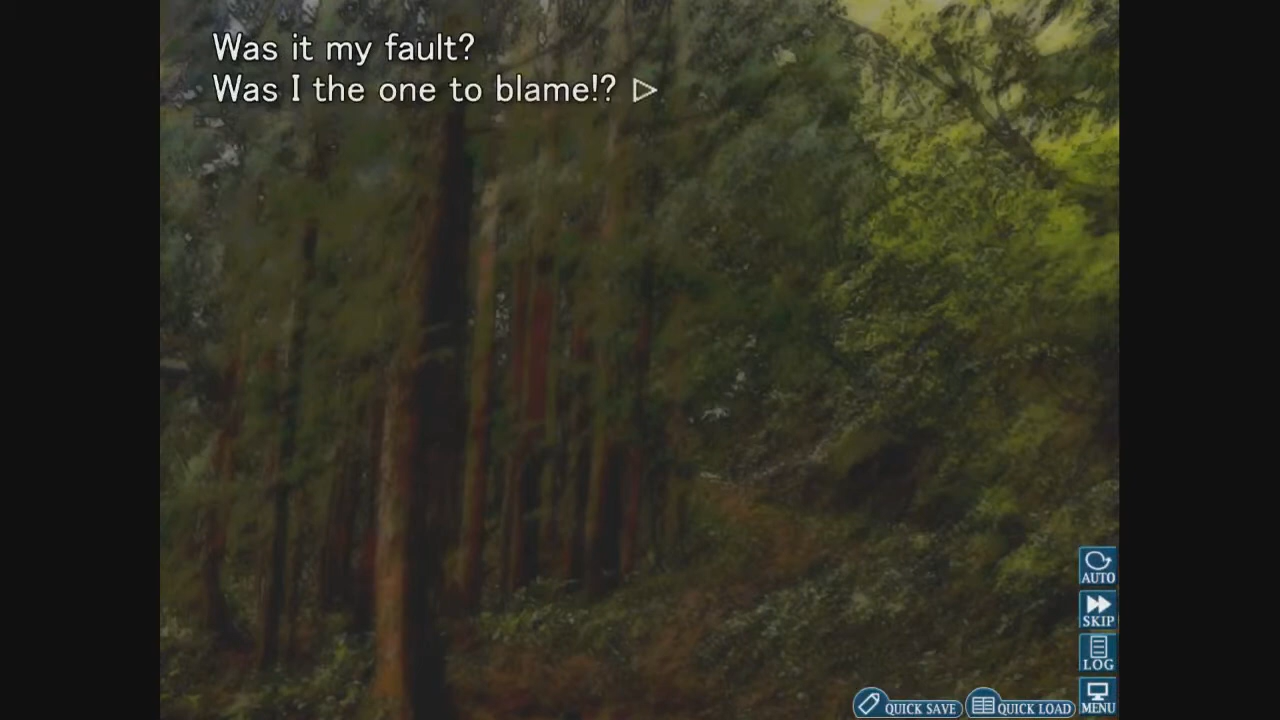 Was it my fault?
Was I the one to blame!?
AUTO
SKIP
LOG
MENU
QUICK SAVE
QUICK LOAD